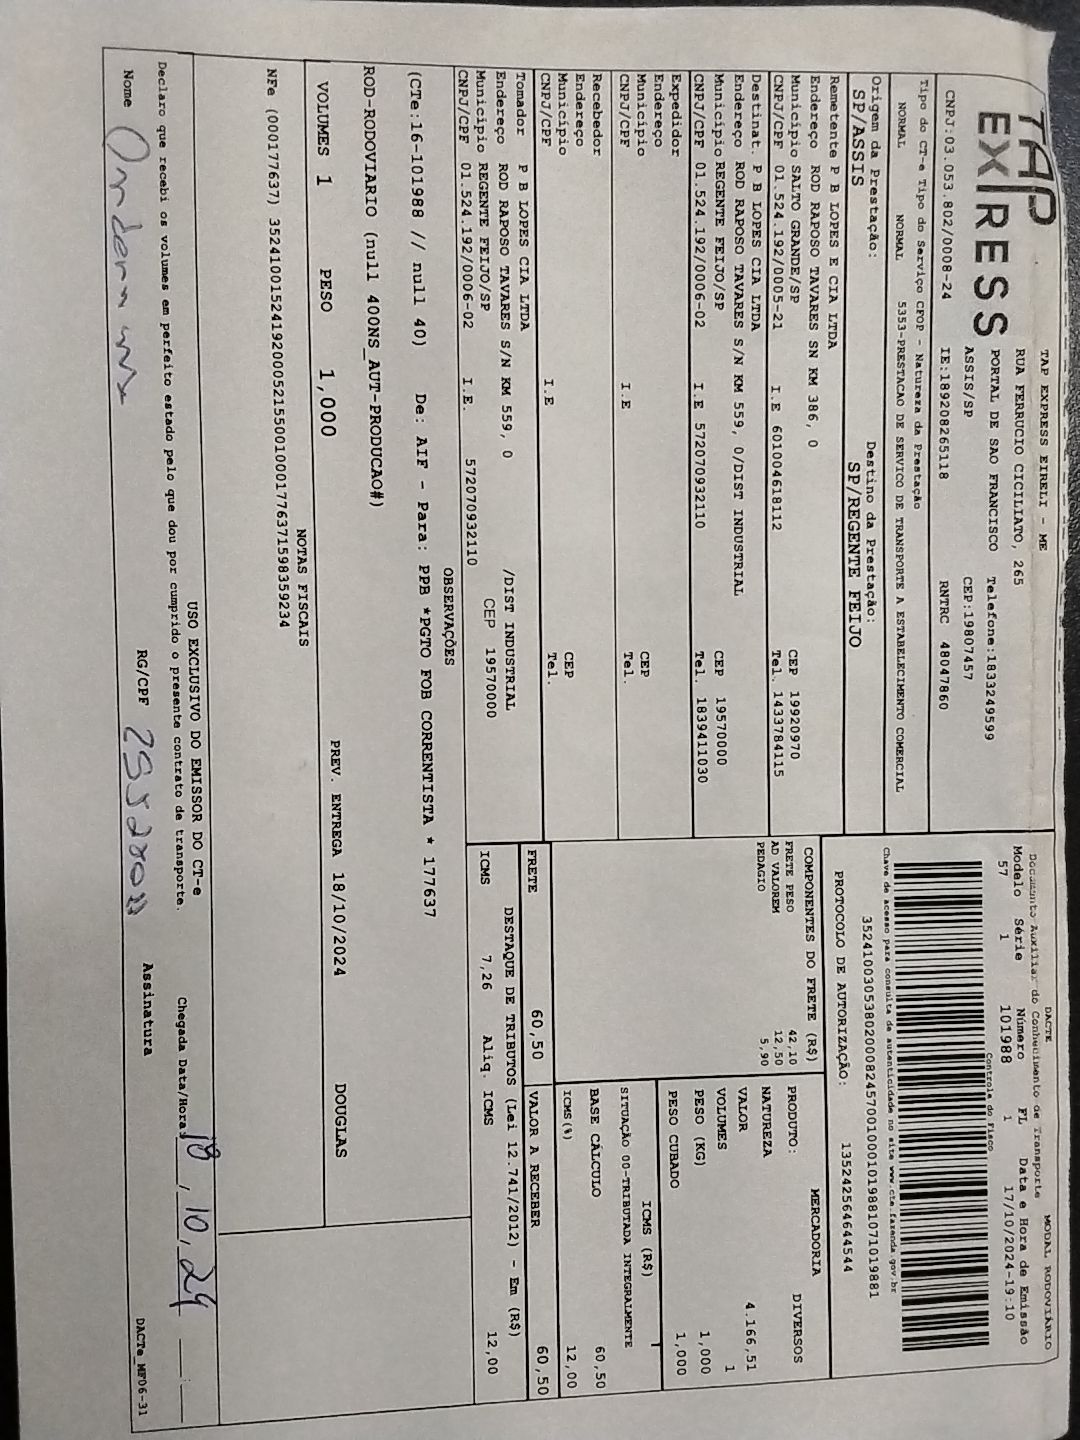 TAP EXPRESS
TAP EXPRESS EIRELI - ME
RUA FERRUCIO CICILIATO, 265
PORTAL DE SAO FRANCISCO Telefone:1833249599
ASSIS/SP CEP:19807457
CNPJ:03.053.802/0008-24 IE:189208265118 RNTRC 48047860
Tipo do CT-e Tipo do Serviço CFOP - Natureza da Prestação
NORMAL NORMAL 5353-PRESTACAO DE SERVICO DE TRANSPORTE A ESTABELECIMENTO COMERCIAL
Origem da Prestação: Destino da Prestação:
SP/ASSIS SP/REGENTE FEIJO
DACTE MODAL RODOVIÁRIO
Documento Auxiliar do Conhecimento de Transporte
Modelo Série Número FL Data e Hora de Emissão
57 1 101988 1 17/10/2024-19:10
Controle do Fisco
Chave de acesso para consulta de autenticidade no site www.cte.fazenda.gov.br
35241003053802000824570010001019881071019881
PROTOCOLO DE AUTORIZAÇÃO: 135242564644544
Remetente P B LOPES E CIA LTDA
Endereço ROD RAPOSO TAVARES SN KM 386, 0
Município SALTO GRANDE/SP CEP 19920970
CNPJ/CPF 01.524.192/0005-21 I.E 601004618112 Tel. 1433784115
Destinat. P B LOPES CIA LTDA
Endereço ROD RAPOSO TAVARES S/N KM 559, 0/DIST INDUSTRIAL
Município REGENTE FEIJO/SP CEP 19570000
CNPJ/CPF 01.524.192/0006-02 I.E 572070932110 Tel. 1839411030
Expedidor
Endereço
Município CEP
CNPJ/CPF I.E Tel.
Recebedor
Endereço
Município CEP
CNPJ/CPF I.E Tel.
Tomador P B LOPES CIA LTDA
Endereço ROD RAPOSO TAVARES S/N KM 559, 0 /DIST INDUSTRIAL
Município REGENTE FEIJO/SP CEP 19570000
CNPJ/CPF 01.524.192/0006-02 I.E. 572070932110
COMPONENTES DO FRETE (R$)
FRETE PESO 42,10
AD VALOREM 12,50
PEDAGIO 5,90
MERCADORIA
PRODUTO: DIVERSOS
NATUREZA
VALOR 4.166,51
VOLUMES 1
PESO (KG) 1,000
PESO CUBADO 1,000
ICMS (R$)
SITUAÇÃO 00-TRIBUTADA INTEGRALMENTE
BASE CÁLCULO 60,50
ICMS(%) 12,00
FRETE 60,50 VALOR A RECEBER 60,50
DESTAQUE DE TRIBUTOS (Lei 12.741/2012) - Em (R$)
ICMS 7,26 Aliq. ICMS 12,00
OBSERVAÇÕES
(CTe:16-101988 // null 40) De: AIF - Para: PPB *PGTO FOB CORRENTISTA * 177637
ROD-RODOVIARIO (null 400NS_AUT-PRODUCAO#)
VOLUMES 1 PESO 1,000 PREV. ENTREGA 18/10/2024 DOUGLAS
NOTAS FISCAIS
NFe (000177637) 35241001524192000521550010001776371598359234
USO EXCLUSIVO DO EMISSOR DO CT-e
Declaro que recebi os volumes em perfeito estado pelo que dou por cumprido o presente contrato de transporte. Chegada Data/Hora: 18, 10, 24
Nome RG/CPF Assinatura
DACTe_MF06-31